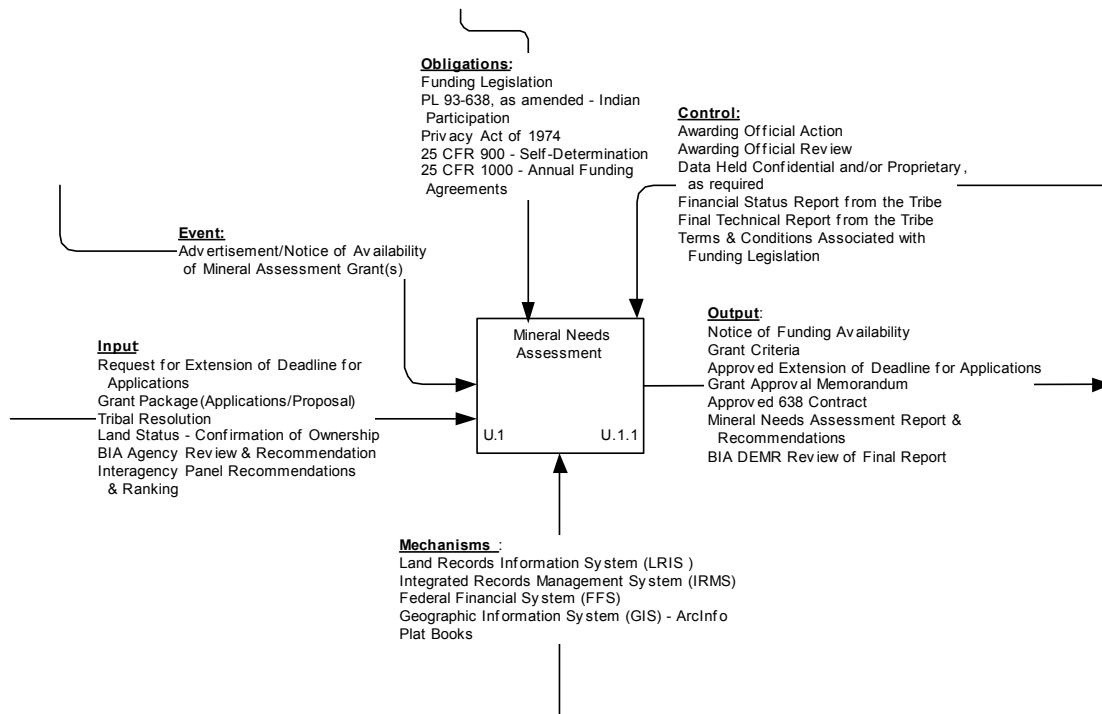 Obligations:
Funding Legislation
PL 93-638, as amended - Indian
Participation
Privacy Act of 1974
25 CFR 900 - Self-Determination
25 CFR 1000 - Annual Funding
Agreements
Control:
Awarding Official Action
Awarding Official Review
Data Held Confidential and/or Proprietary,
as required
Financial Status Report from the Tribe
Final Technical Report from the Tribe
Terms & Conditions Associated with
Funding Legislation
Event:
Advertisement/Notice of Availability
of Mineral Assessment Grant(s)
Input
Request for Extension of Deadline for
Applications
Grant Package (Applications/Proposal)
Tribal Resolution
Land Status - Confirmation of Ownership
BIA Agency Review & Recommendation
Interagency Panel Recommendations
& Ranking
Mineral Needs
Assessment
U.1
U.1.1
Output:
Notice of Funding Availability
Grant Criteria
Approved Extension of Deadline for Applications
Grant Approval Memorandum
Approved 638 Contract
Mineral Needs Assessment Report &
Recommendations
BIA DEMR Review of Final Report
Mechanisms :
Land Records Information System (LRIS )
Integrated Records Management System (IRMS)
Federal Financial System (FFS)
Geographic Information System (GIS) - ArcInfo
Plat Books